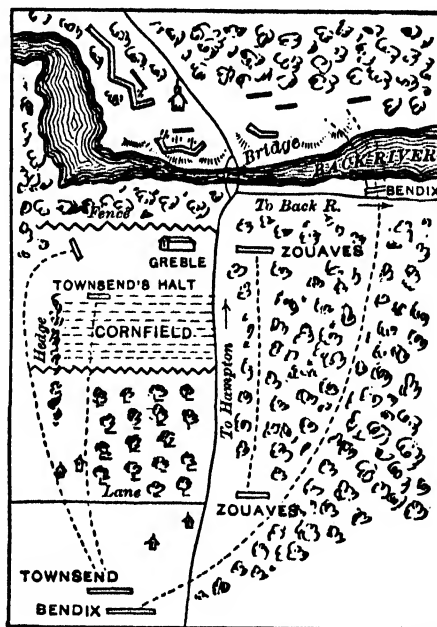 Bridge
BACK RIVER
BENDIX
To Back R.
Fence
GREBLE
ZOUAVES
TOWNSEND'S HALT
CORNFIELD
Hedge
To Hampton
Lane
ZOUAVES
TOWNSEND
BENDIX